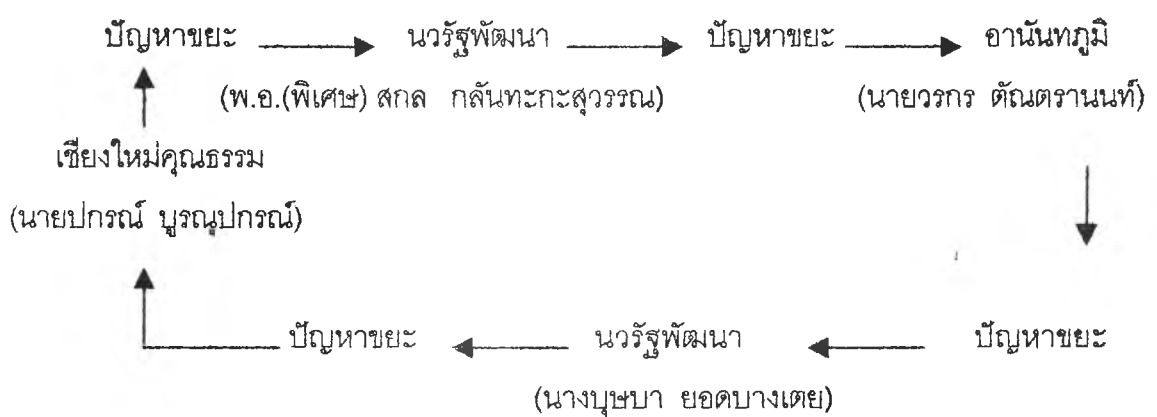 ปัญหาขยะ นวรัฐพัฒนา ปัญหาขยะ อานันทภูมิ
(พ.อ.(พิเศษ) สกล กลันทะกะสุวรรณ) (นายวรกร ตัณตรานนท์)
เชียงใหม่คุณธรรม
(นายปกรณ์ บูรณุปกรณ์)
ปัญหาขยะ นวรัฐพัฒนา ปัญหาขยะ
(นางบุษบา ยอดบางเตย)